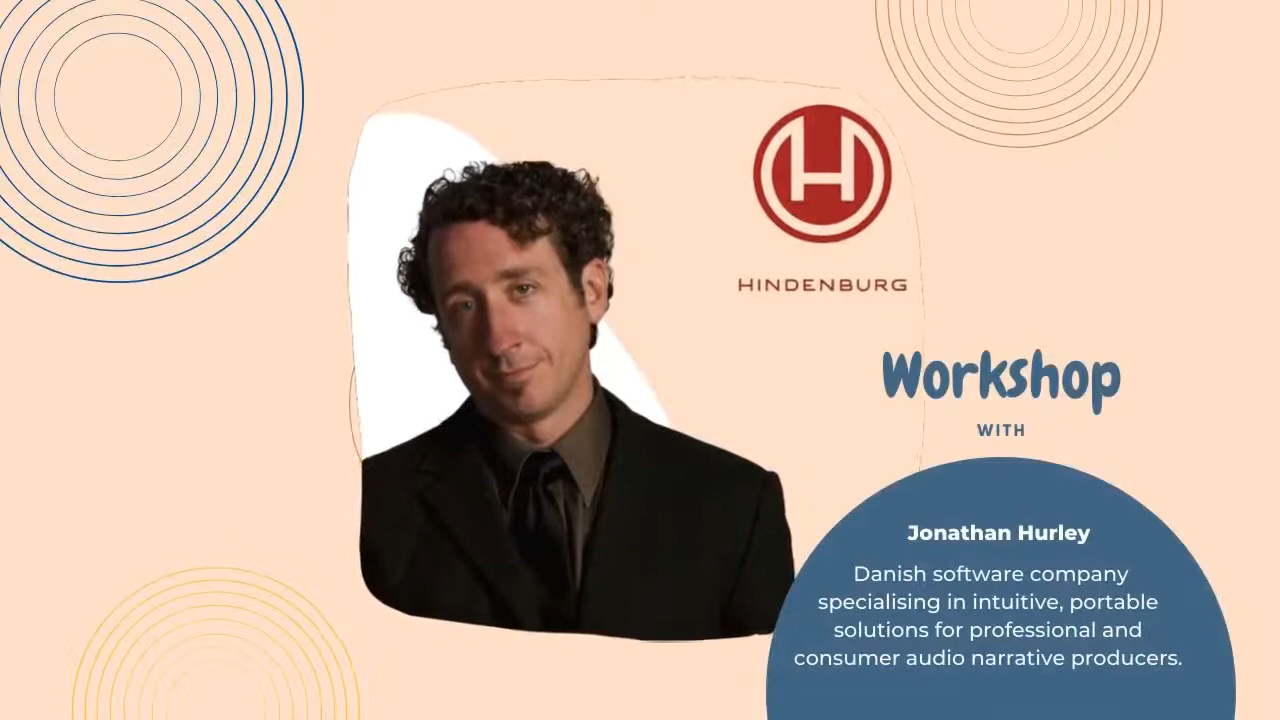 H
HINDENBURG
Workshop
WITH
Jonathan Hurley
Danish software company
specialising in intuitive, portable
solutions for professional and
consumer audio narrative producers.